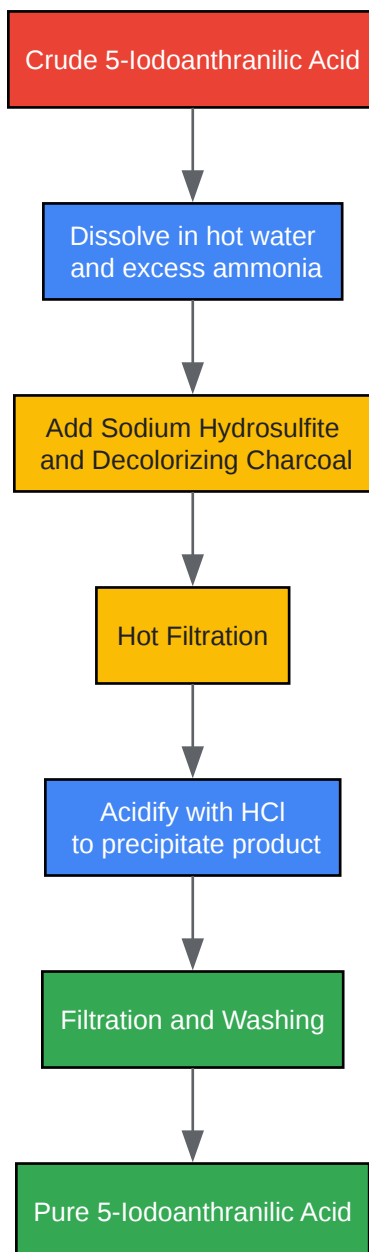 Crude 5-Iodoanthranilic Acid
Dissolve in hot water
and excess ammonia
Add Sodium Hydrosulfite
and Decolorizing Charcoal
Hot Filtration
Acidify with HCl
to precipitate product
Filtration and Washing
Pure 5-Iodoanthranilic Acid